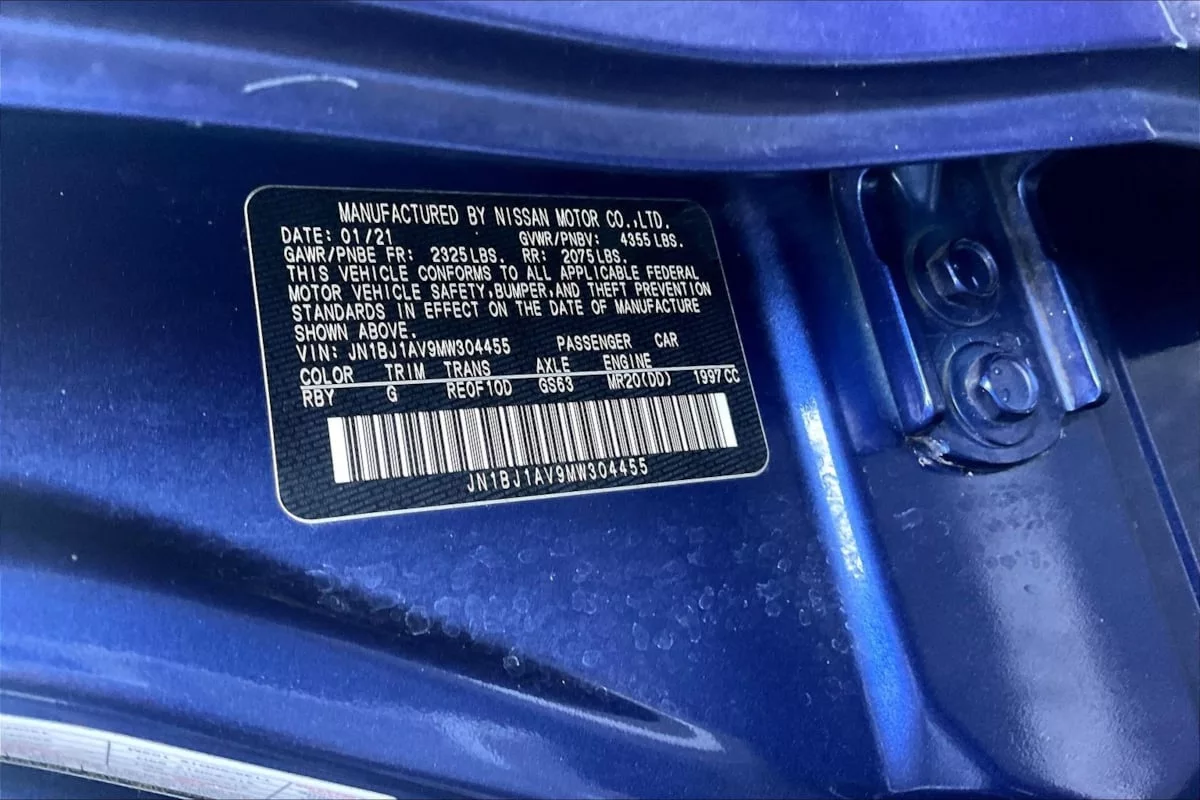 MANUFACTURED BY NISSAN MOTOR CO.,LTD.
DATE: 01/21 GVWR/PNBV: 4355 LBS.
GAWR/PNBE FR: 2325 LBS. RR: 2075 LBS.
THIS VEHICLE CONFORMS TO ALL APPLICABLE FEDERAL
MOTOR VEHICLE SAFETY,BUMPER,AND THEFT PREVENTION
STANDARDS IN EFFECT ON THE DATE OF MANUFACTURE
SHOWN ABOVE.
VIN: JN1BJ1AV9MW304455 PASSENGER CAR
COLOR TRIM TRANS AXLE ENGINE
RBY G RE0F10D GS63 MR20(DD) 1997 CC
JN1BJ1AV9MW304455